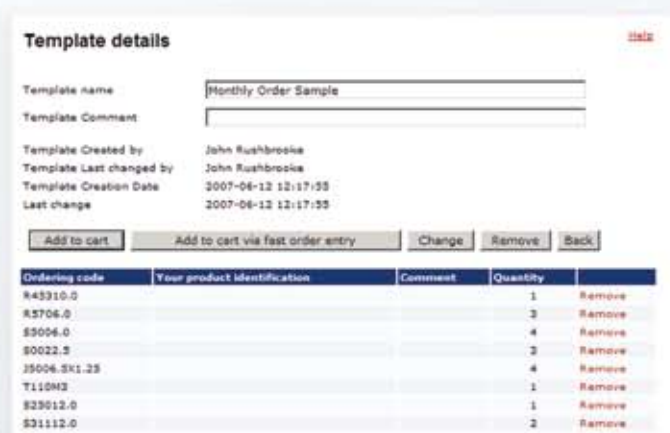 Template details
Help
Template name Monthly Order Sample
Template Comment
Template Created by John Rushbrooke
Template Last changed by John Rushbrooke
Template Creation Date 2007-06-12 12:17:55
Last change 2007-06-12 12:17:55
Add to cart Add to cart via fast order entry Change Remove Back
Ordering code Your product identification Comment Quantity
1 Remove
R5706.0 3 Remove
S5006.0 4 Remove
S0022.5 Remove
J5006.5X1.25 4 Remove
T110M3 1 Remove
S23012.0 1 Remove
S31112.0 2 Remove